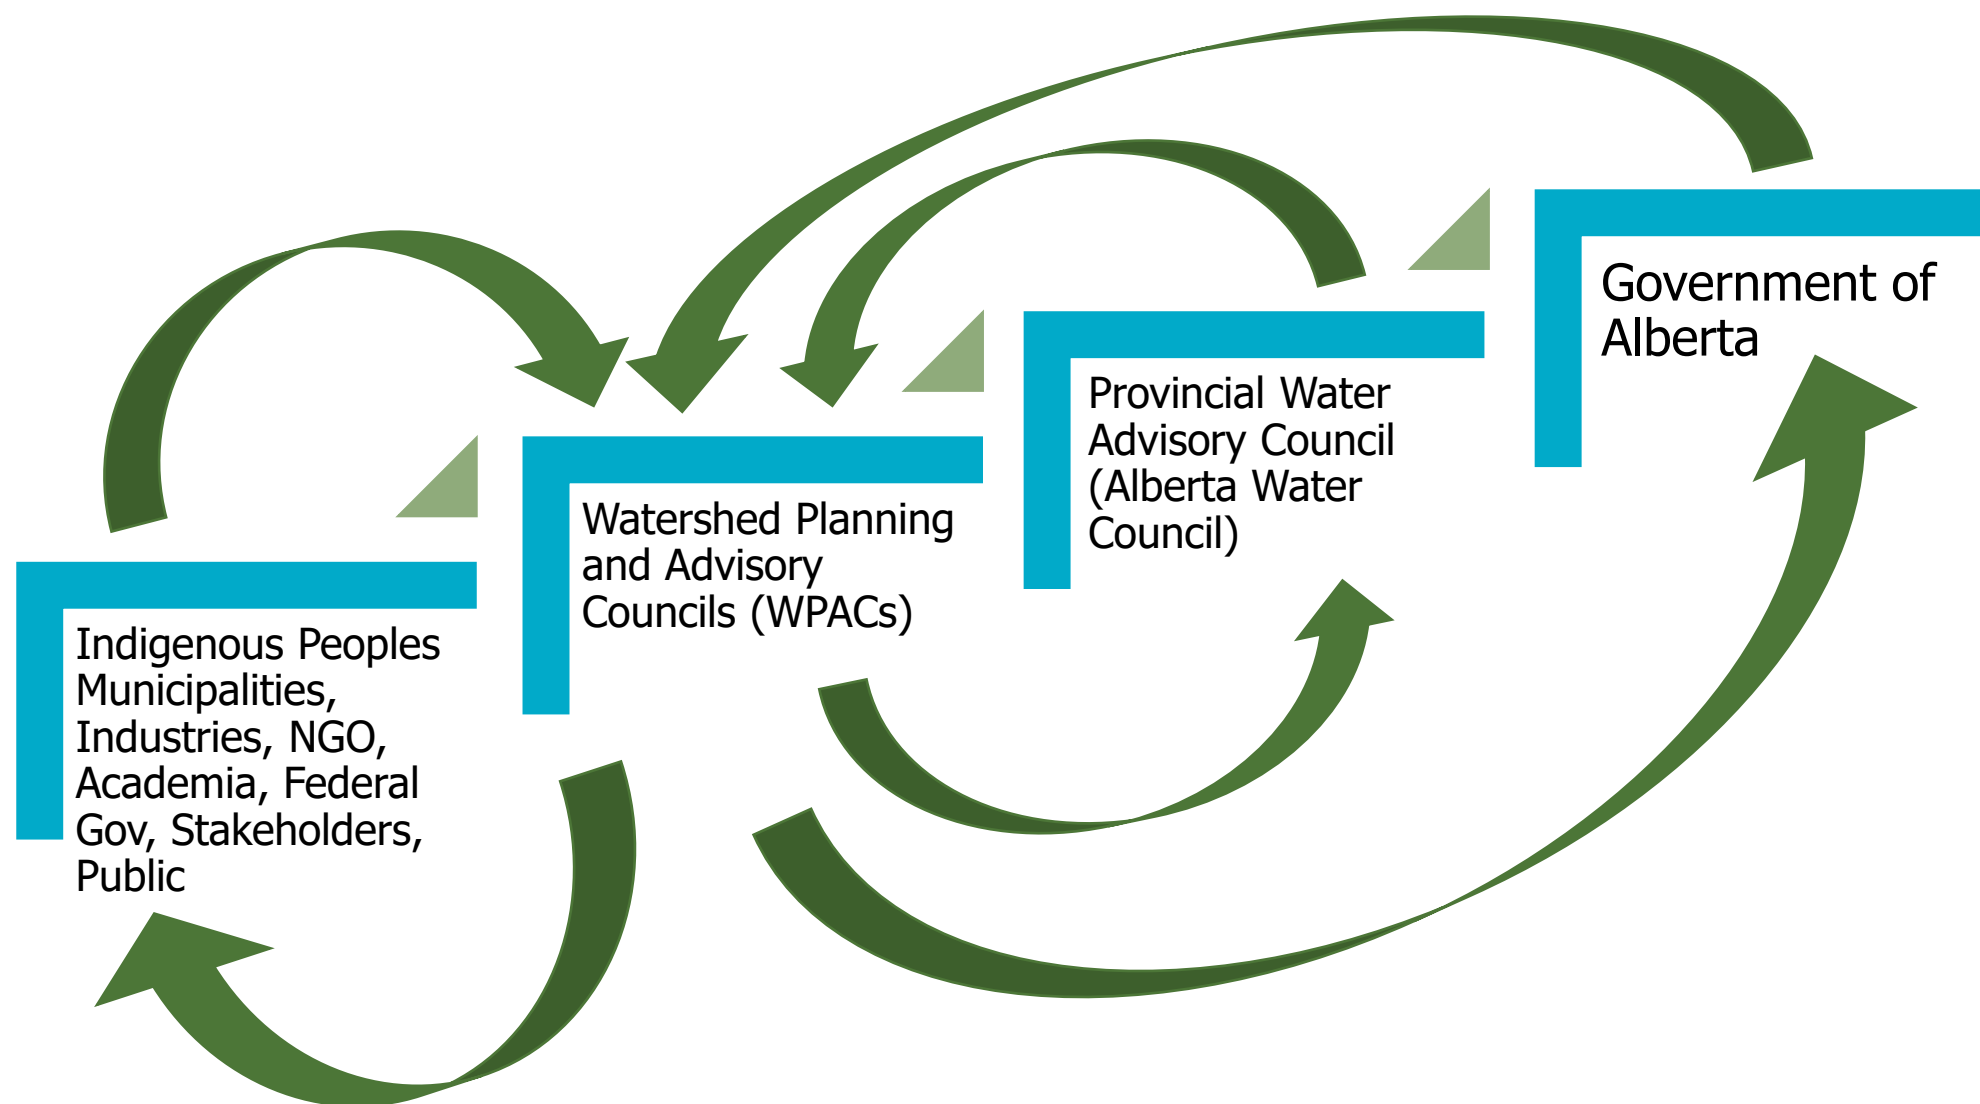 Indigenous Peoples
Municipalities,
Industries, NGO,
Academia, Federal
Gov, Stakeholders,
Public
Watershed Planning
and Advisory
Councils (WPACs)
Provincial Water
Advisory Council
(Alberta Water
Council)
Government of
Alberta